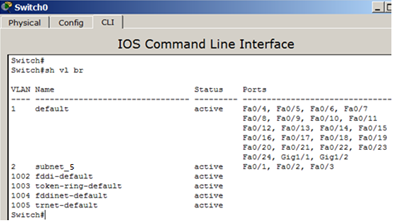 Switch0
Physical Config CLI
IOS Command Line Interface
Switch#
Switch#sh vl br
VLAN Name Status Ports
---- -------------------------------- --------- -------------------------------
1 default active Fa0/4, Fa0/5, Fa0/6, Fa0/7
Fa0/8, Fa0/9, Fa0/10, Fa0/11
Fa0/12, Fa0/13, Fa0/14, Fa0/15
Fa0/16, Fa0/17, Fa0/18, Fa0/19
Fa0/20, Fa0/21, Fa0/22, Fa0/23
Fa0/24, Gig1/1, Gig1/2
2 subnet_5 active Fa0/1, Fa0/2, Fa0/3
1002 fddi-default active
1003 token-ring-default active
1004 fddinet-default active
1005 trnet-default active
Switch#